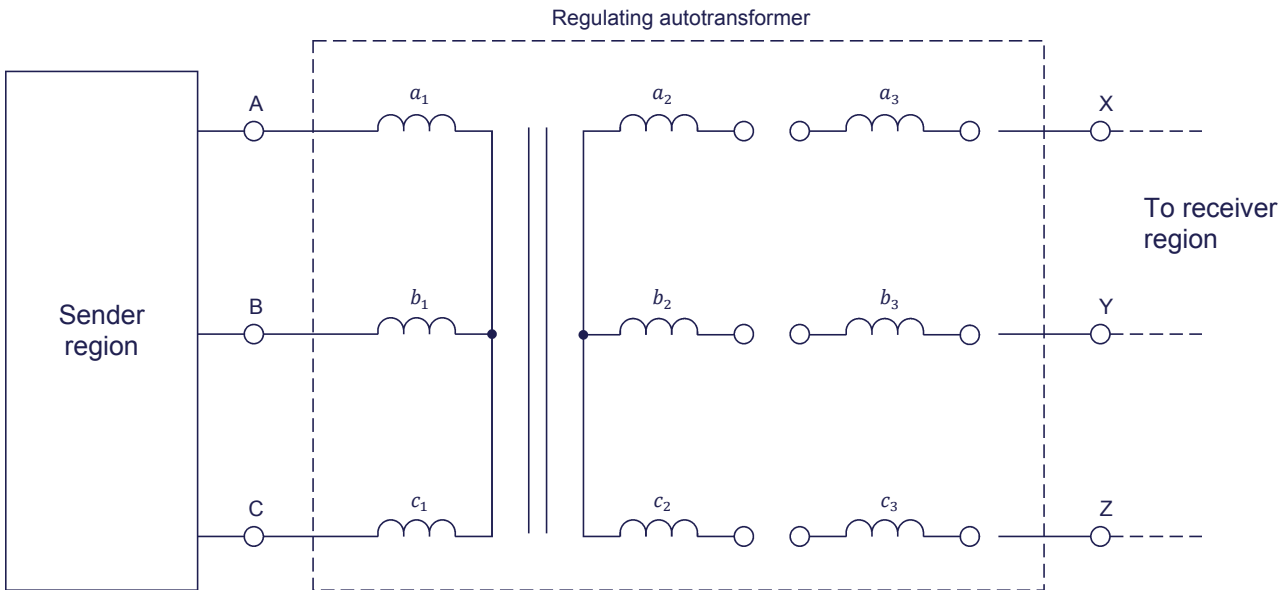 Regulating autotransformer
A
a₁
a₂
a₃
X
To receiver
region
Sender
region
B
b₁
b₂
b₃
Y
C
c₁
c₂
c₃
Z